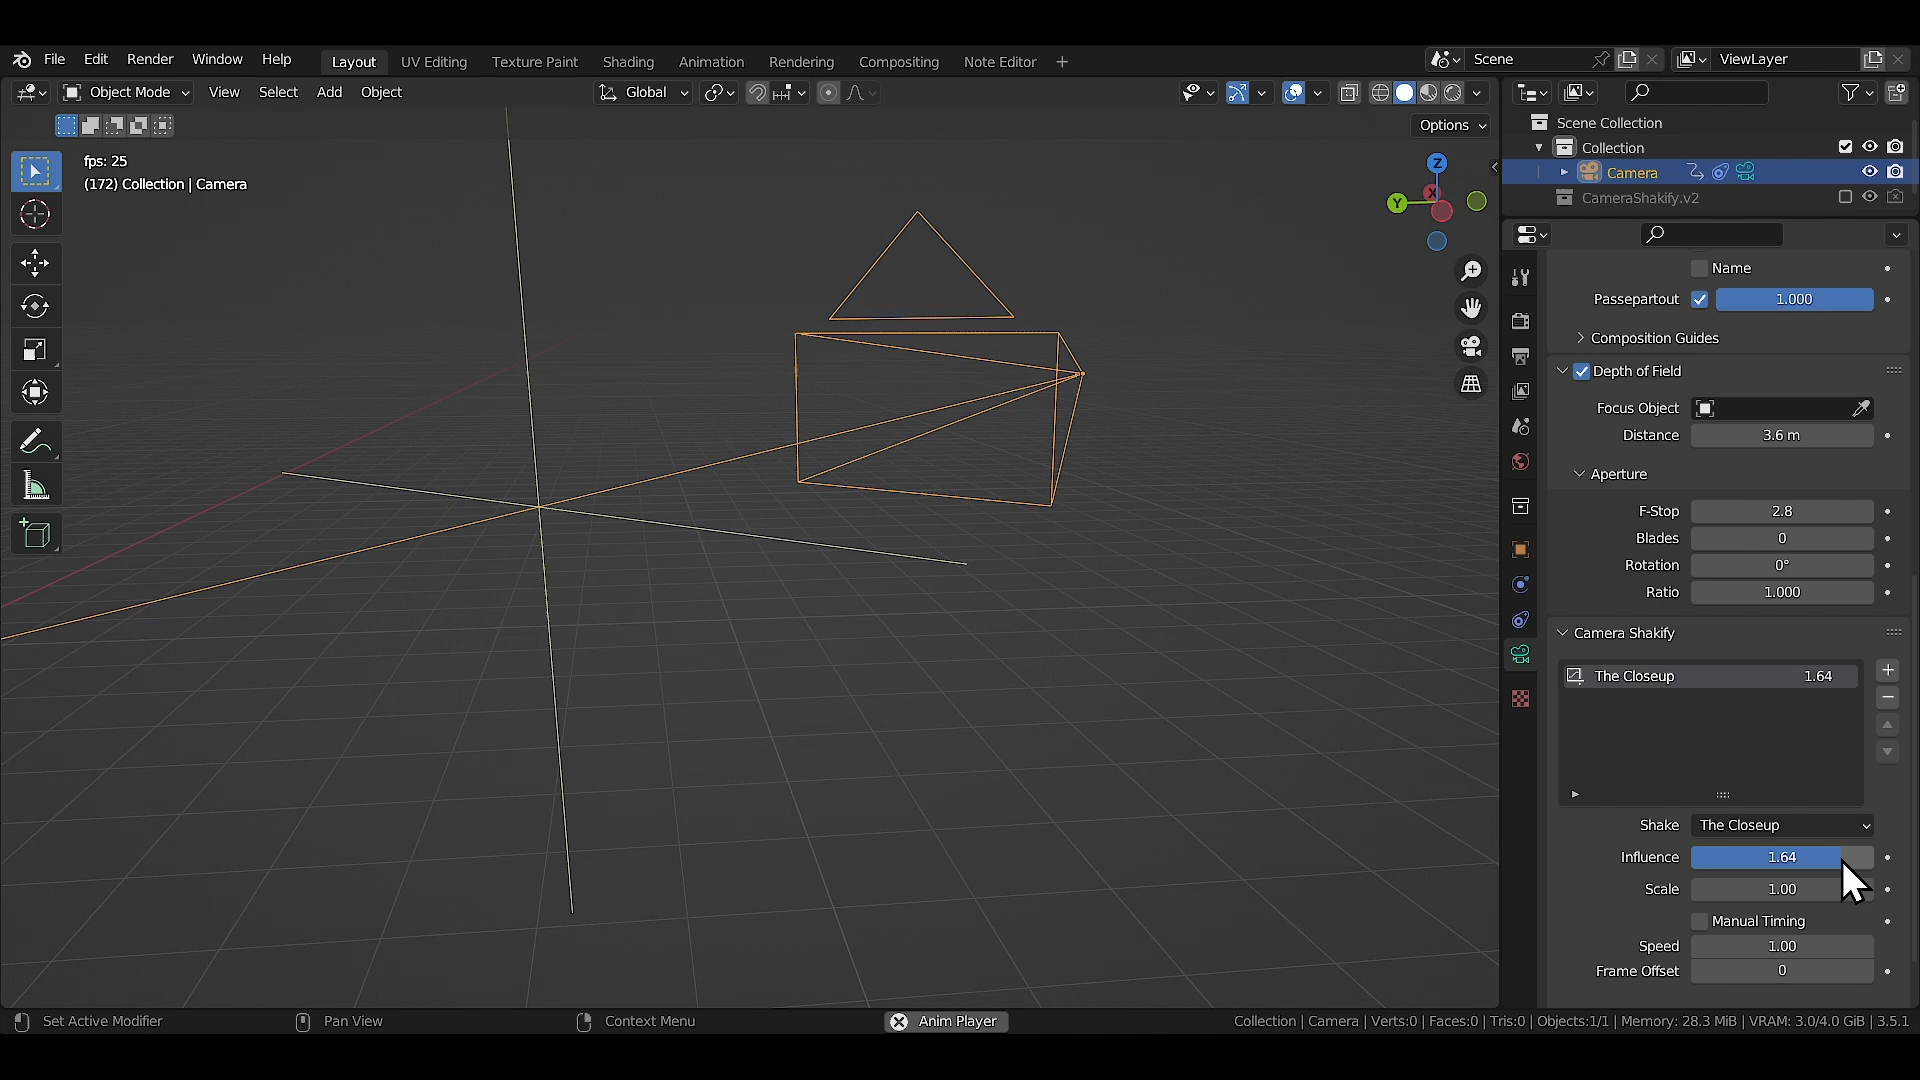 File Edit Render Window Help Layout UV Editing Texture Paint Shading Animation Rendering Compositing Note Editor Scene ViewLayer
Object Mode View Select Add Object Global
Options
fps: 25
(172) Collection | Camera
Z
X
Y
Scene Collection
Collection
Camera
CameraShakify.v2
Name
Passepartout 1.000
Composition Guides
Depth of Field
Focus Object
Distance 3.6 m
Aperture
F-Stop 2.8
Blades 0
Rotation 0°
Ratio 1.000
Camera Shakify
The Closeup 1.64
Shake The Closeup
Influence 1.64
Scale 1.00
Manual Timing
Speed 1.00
Frame Offset 0
Set Active Modifier Pan View Context Menu Anim Player Collection | Camera | Verts:0 | Faces:0 | Tris:0 | Objects:1/1 | Memory: 28.3 MiB | VRAM: 3.0/4.0 GiB | 3.5.1